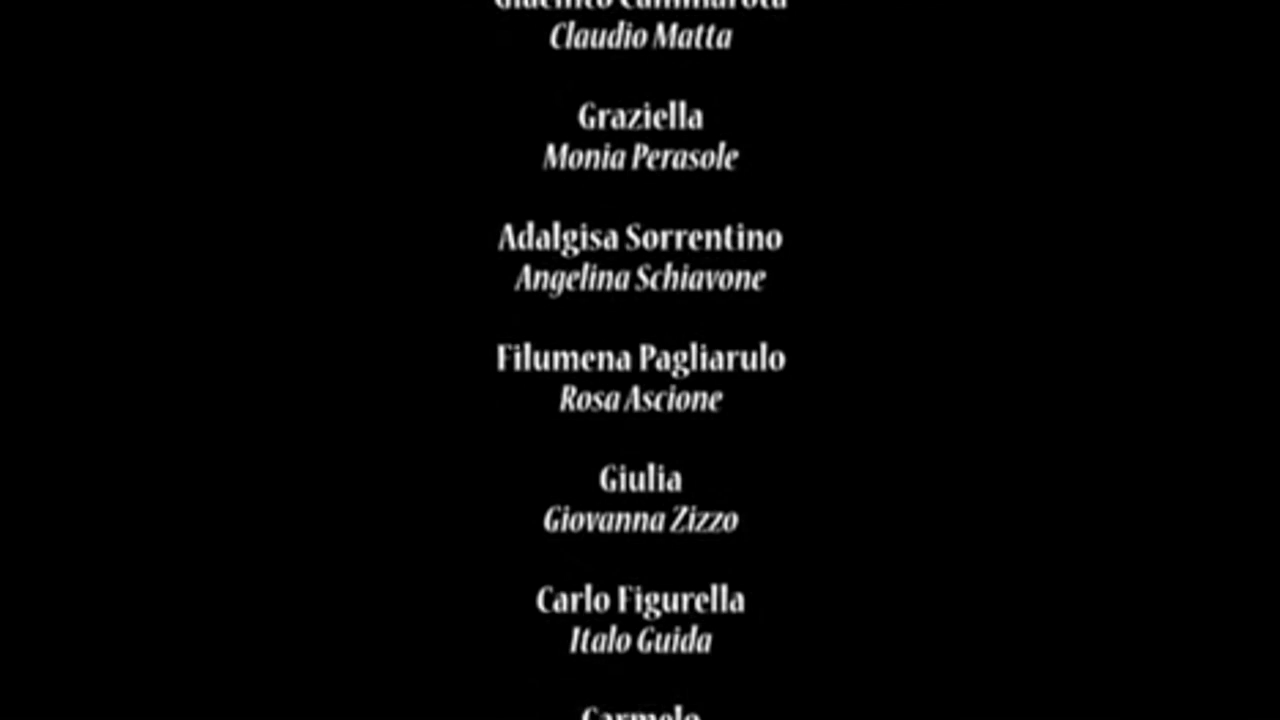 Claudio Matta
Graziella
Monia Perasole
Adalgisa Sorrentino
Angelina Schiavone
Filumena Pagliarulo
Rosa Ascione
Giulia
Giovanna Zizzo
Carlo Figurella
Italo Guida
Carmelo